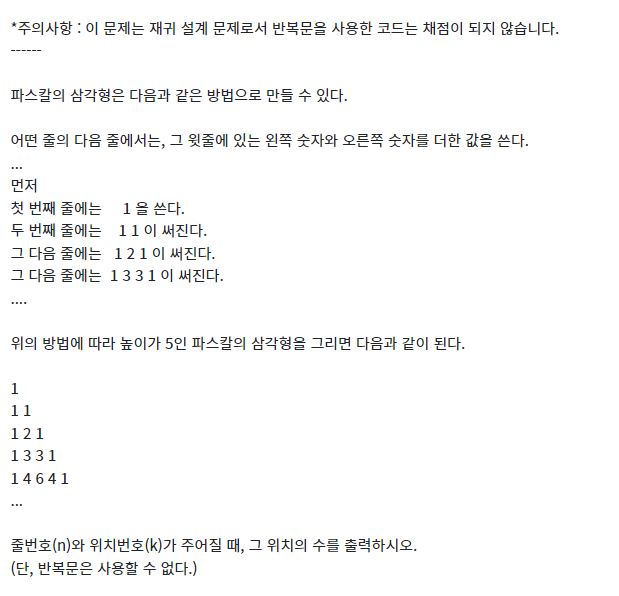 *주의사항 : 이 문제는 재귀 설계 문제로서 반복문을 사용한 코드는 채점이 되지 않습니다.
------
파스칼의 삼각형은 다음과 같은 방법으로 만들 수 있다.
어떤 줄의 다음 줄에서는, 그 윗줄에 있는 왼쪽 숫자와 오른쪽 숫자를 더한 값을 쓴다.
...
먼저
첫 번째 줄에는 1 을 쓴다.
두 번째 줄에는 1 1 이 써진다.
그 다음 줄에는 1 2 1 이 써진다.
그 다음 줄에는 1 3 3 1 이 써진다.
....
위의 방법에 따라 높이가 5인 파스칼의 삼각형을 그리면 다음과 같이 된다.
1
1 1
1 2 1
1 3 3 1
1 4 6 4 1
...
줄번호(n)와 위치번호(k)가 주어질 때, 그 위치의 수를 출력하시오.
(단, 반복문은 사용할 수 없다.)